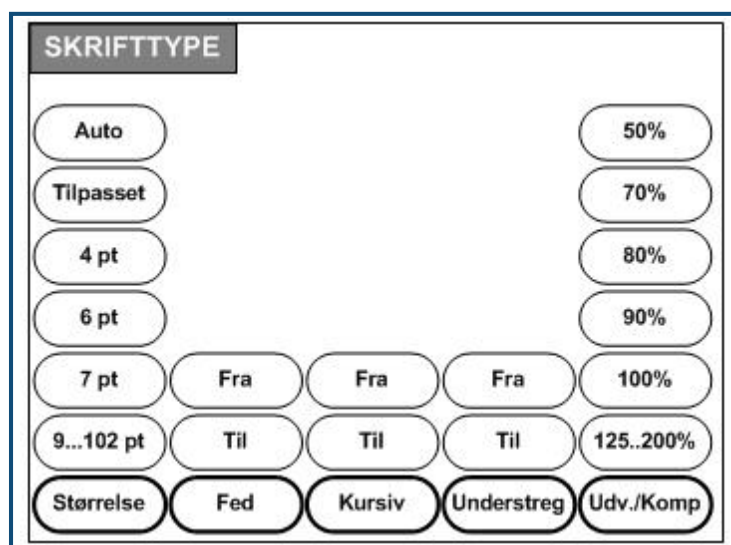 SKRIFTTYPE
Auto 50%
Tilpasset 70%
4 pt 80%
6 pt 90%
7 pt Fra Fra Fra 100%
9...102 pt Til Til Til 125..200%
Størrelse Fed Kursiv Understreg Udv./Komp